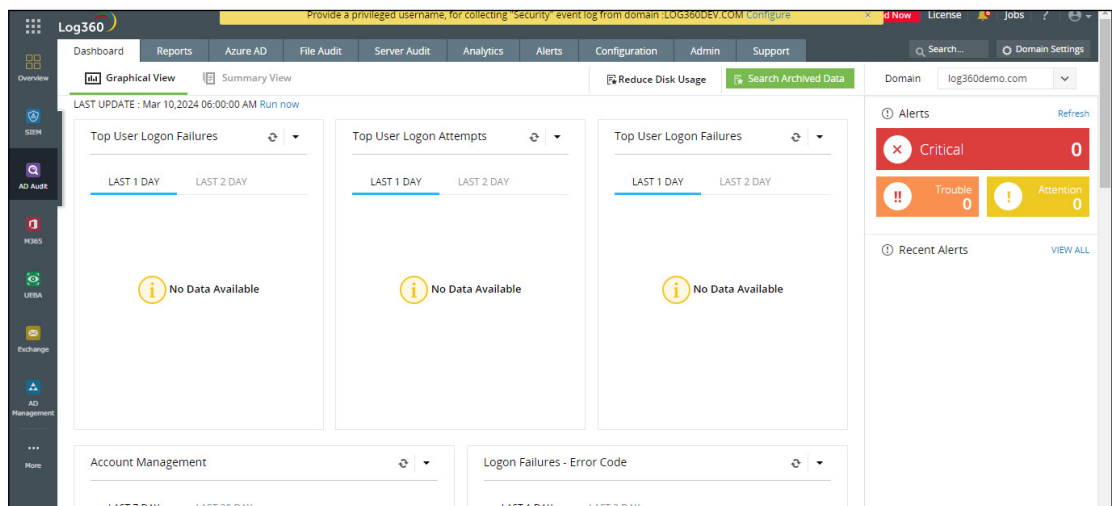 Provide a privileged username, for collecting "Security" event log from domain :LOG360DEV.COM Configure
Log360
d Now License 6 Jobs ?
Dashboard Reports Azure AD File Audit Server Audit Analytics Alerts Configuration Admin Support Search... Domain Settings
Overview
Graphical View Summary View Reduce Disk Usage Search Archived Data Domain log360demo.com
LAST UPDATE : Mar 10,2024 06:00:00 AM Run now
SIEM
AD Audit
M365
UEBA
Exchange
AD
Management
More
Top User Logon Failures
LAST 1 DAY LAST 2 DAY
No Data Available
Top User Logon Attempts
LAST 1 DAY LAST 2 DAY
No Data Available
Top User Logon Failures
LAST 1 DAY LAST 2 DAY
No Data Available
Alerts Refresh
Critical 0
Trouble
0
Attention
0
Recent Alerts VIEW ALL
Account Management
Logon Failures - Error Code